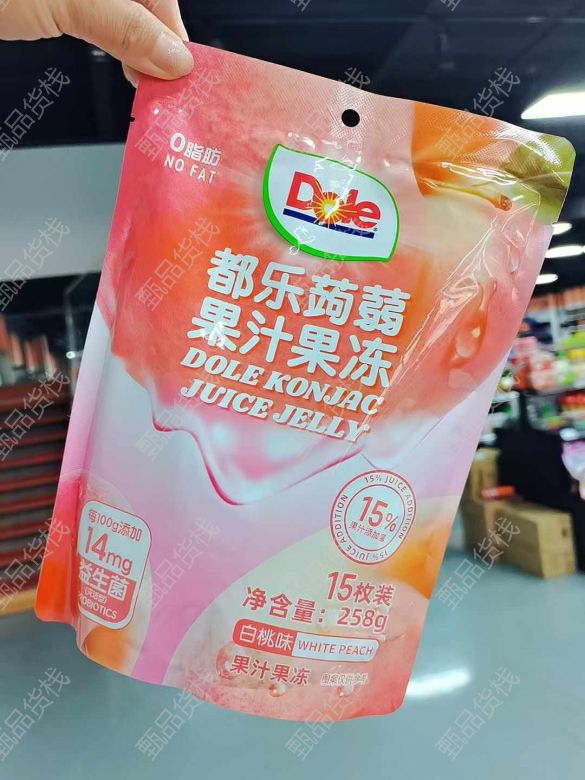 0脂肪
NO FAT
Dole
都乐蒟蒻
果汁果冻
DOLE KONJAC
JUICE JELLY
15% JUICE ADDITION
15%
果汁添加量
15% JUICE ADDITION
每100g添加
14mg
益生菌
PROBIOTICS
15枚装
净含量：258g
白桃味 WHITE PEACH
果汁果冻
甄品货栈